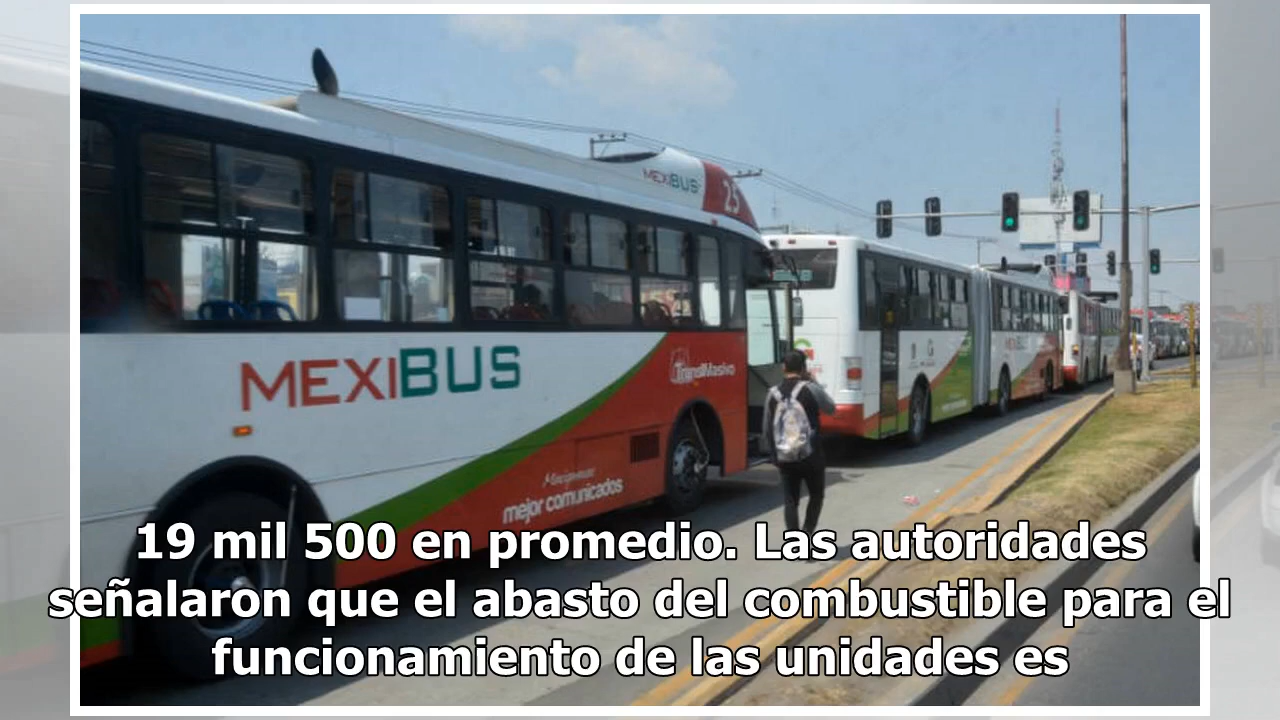 MEXIBUS
25
MEXIBUS
TransMasivo
mejor comunicados
19 mil 500 en promedio. Las autoridades
señalaron que el abasto del combustible para el
funcionamiento de las unidades es